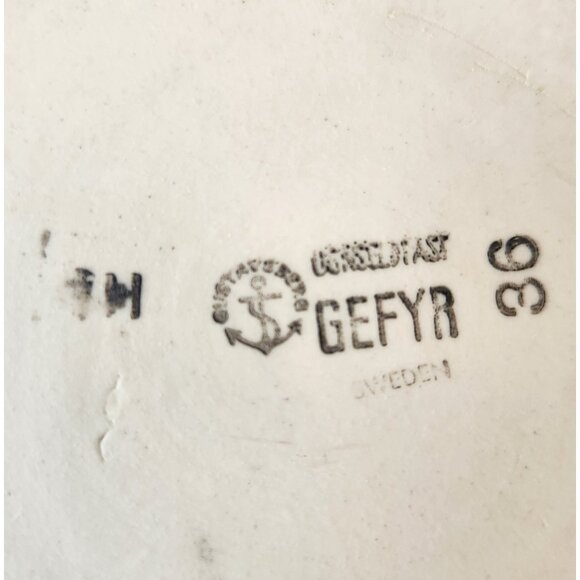 GUSTAVSBERG
UGNSELDFAST
GEFYR
SWEDEN
36
H